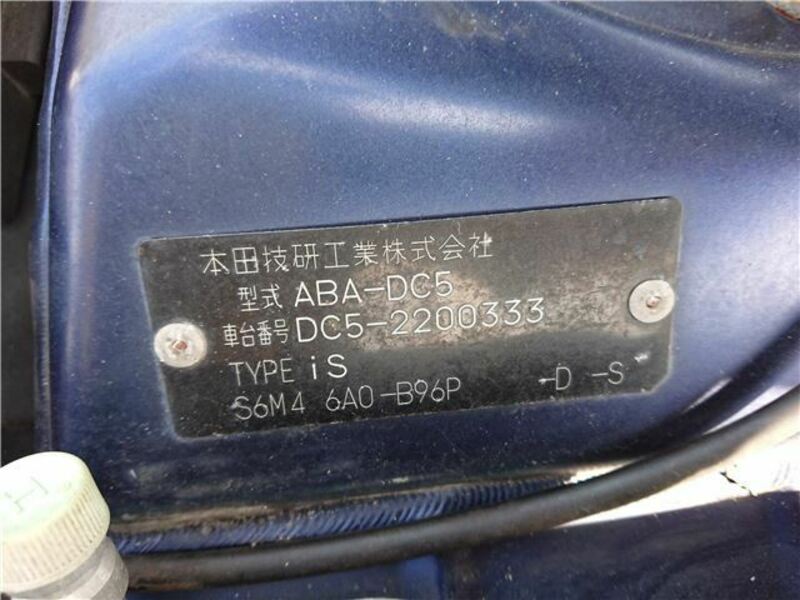 本田技研工業株式会社
型式 ABA-DC5
車台番号 DC5-2200333
TYPE iS
S6M4 6A0-B96P -D -S
H